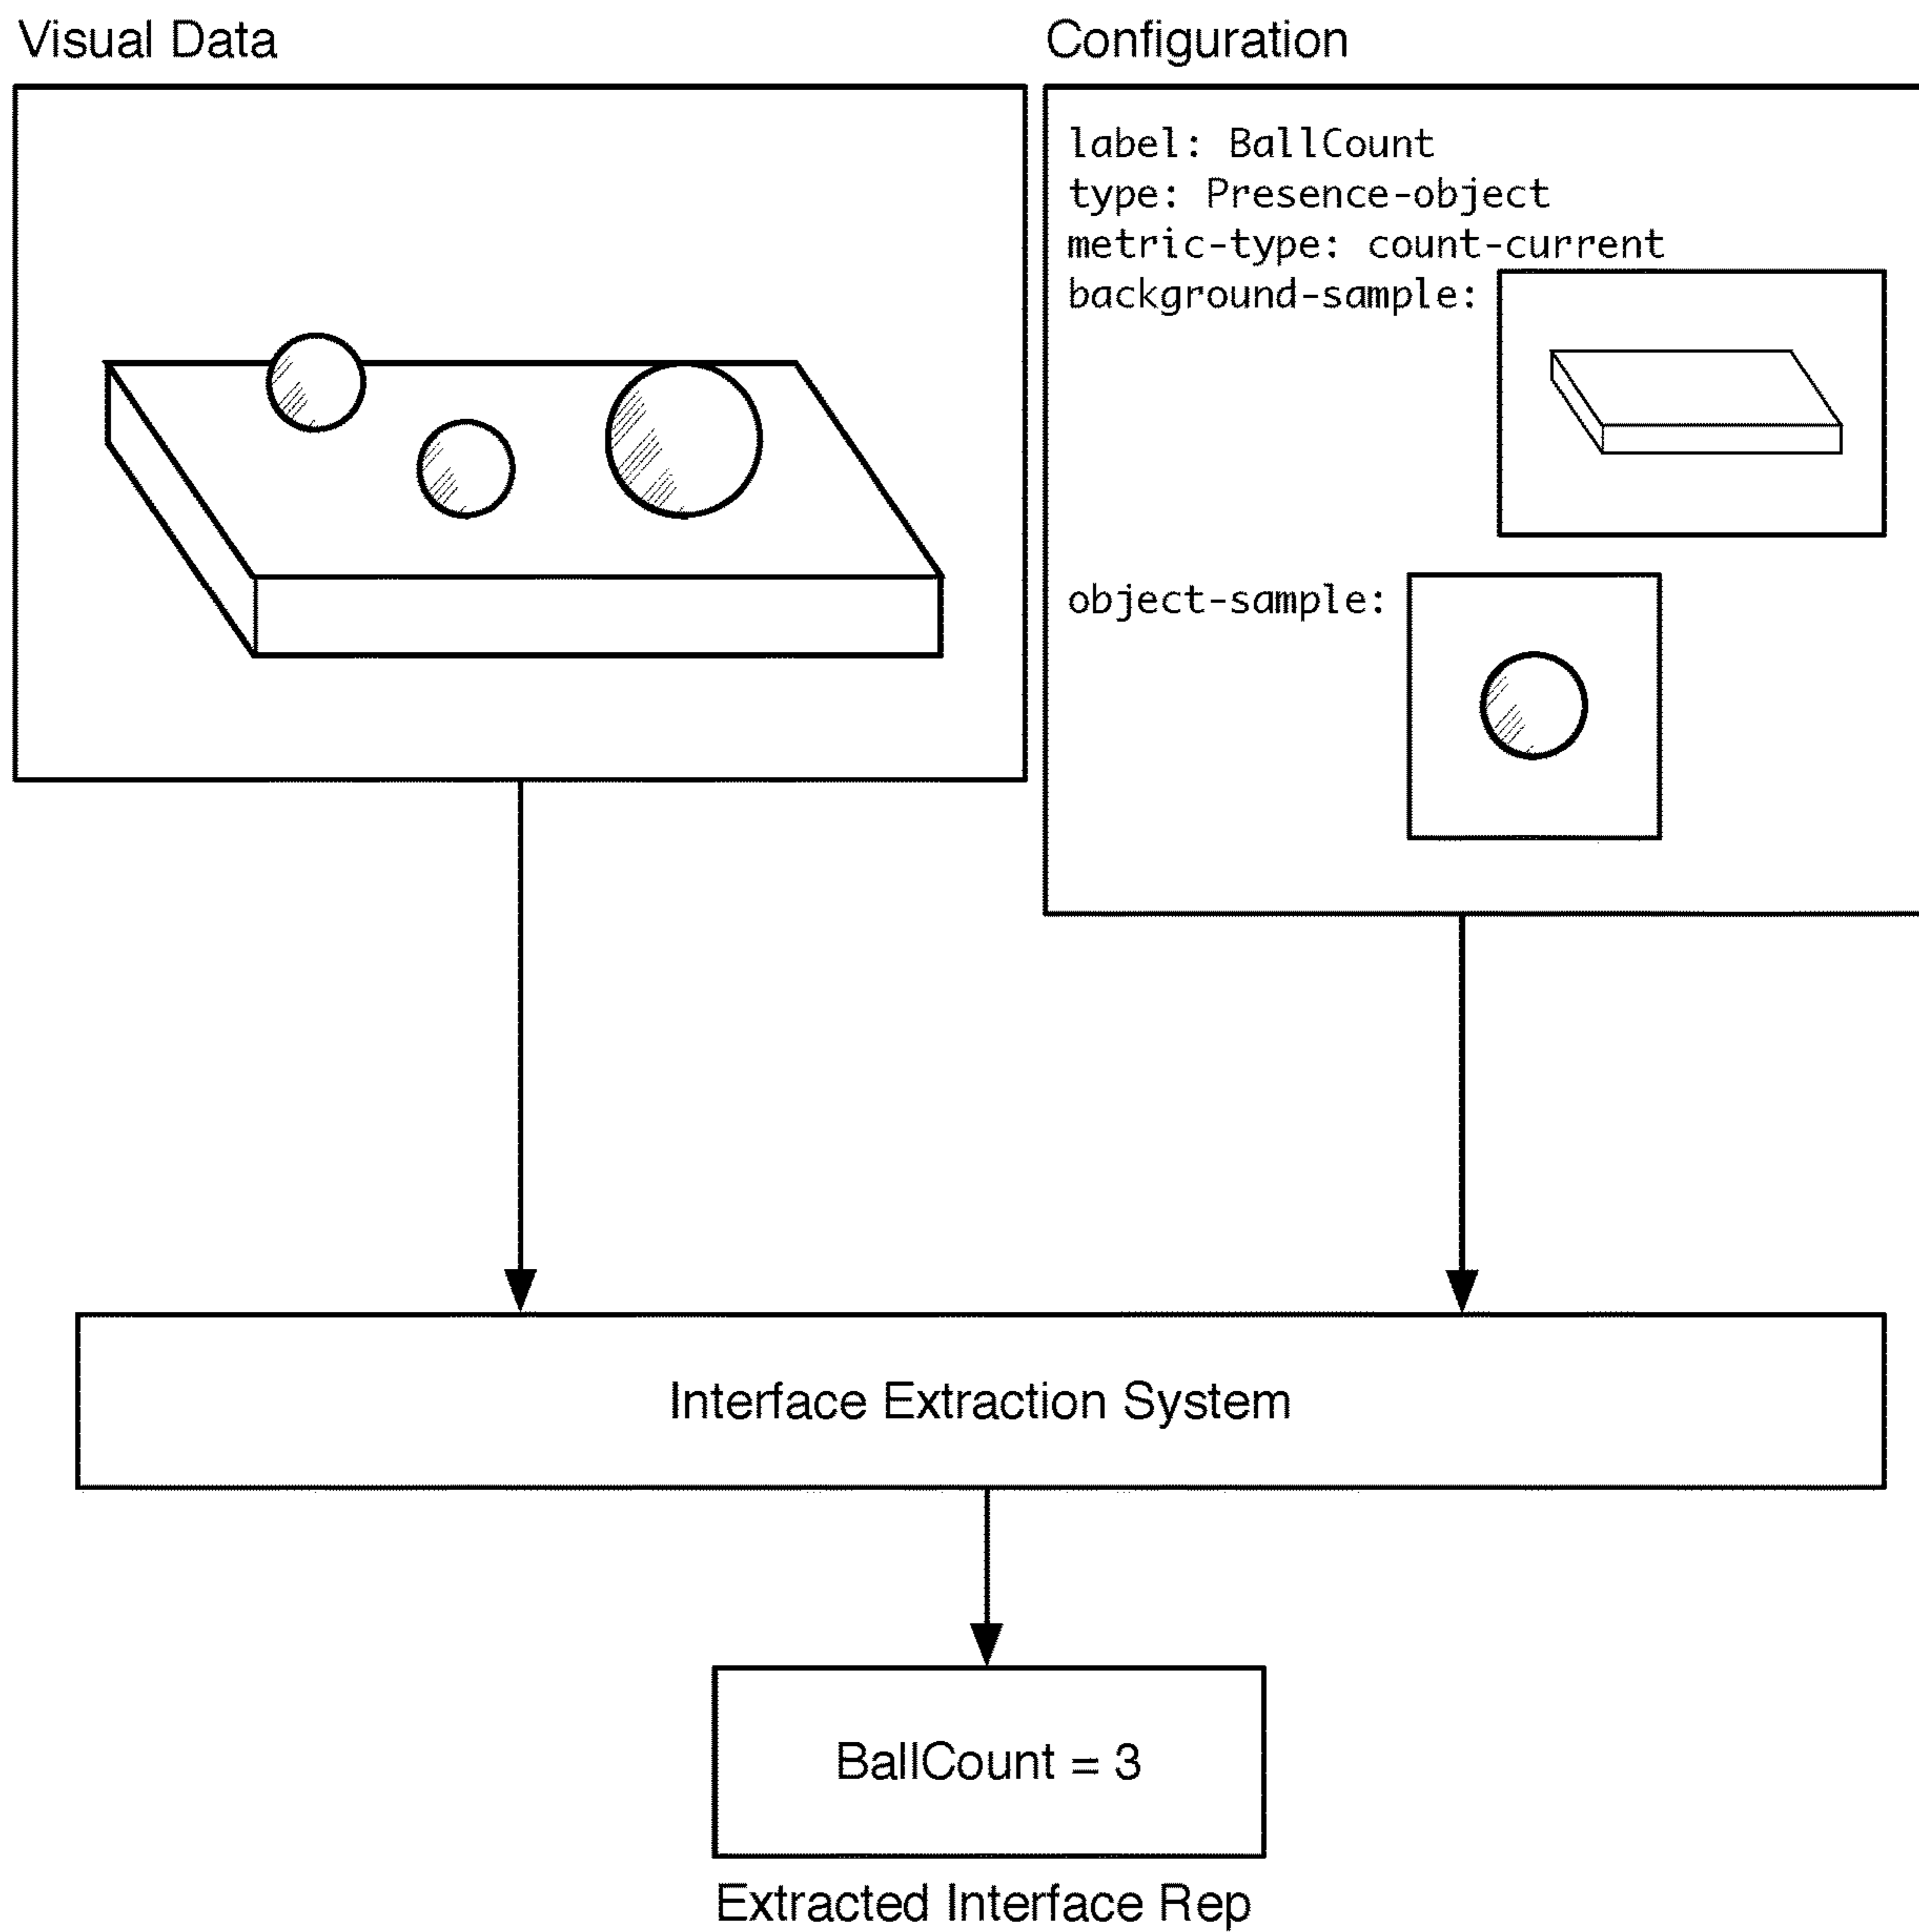 Visual Data
Configuration
label: BallCount
type: Presence-object
metric-type: count-current
background-sample:
object-sample:
Interface Extraction System
BallCount = 3
Extracted Interface Rep